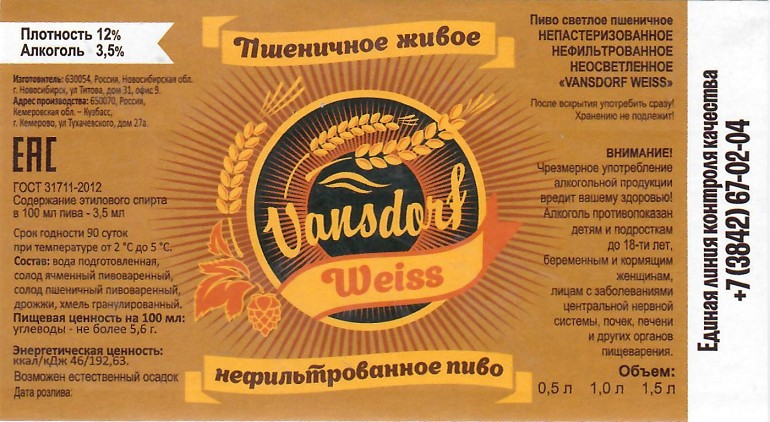 Плотность 12%
Алкоголь 3,5%
Изготовитель: 630054, Россия, Новосибирская обл.
г. Новосибирск, ул Титова, дом 31, офис 9.
Адрес производства: 650070, Россия,
Кемеровская обл. – Кузбасс,
г. Кемерово, ул Тухачевского, дом 27а.
ЕАС
ГОСТ 31711-2012
Содержание этилового спирта
в 100 мл пива - 3,5 мл
Срок годности 90 суток
при температуре от 2 °С до 5 °С.
Состав: вода подготовленная,
солод ячменный пивоваренный,
солод пшеничный пивоваренный,
дрожжи, хмель гранулированный.
Пищевая ценность на 100 мл:
углеводы - не более 5,6 г.
Энергетическая ценность:
ккал/кДж 46/192,63.
Возможен естественный осадок
Дата розлива:
Пшеничное живое
Vansdorf
Weiss
нефильтрованное пиво
Пиво светлое пшеничное
НЕПАСТЕРИЗОВАННОЕ
НЕФИЛЬТРОВАННОЕ
НЕОСВЕТЛЕННОЕ
«VANSDORF WEISS»
После вскрытия употребить сразу!
Хранению не подлежит!
ВНИМАНИЕ!
Чрезмерное употребление
алкогольной продукции
вредит вашему здоровью!
Алкоголь противопоказан
детям и подросткам
до 18-ти лет,
беременным и кормящим
женщинам,
лицам с заболеваниями
центральной нервной
системы, почек, печени
и других органов
пищеварения.
Объем:
0,5 л 1,0 л 1,5 л
Единая линия контроля качества
+7 (3842) 67-02-04